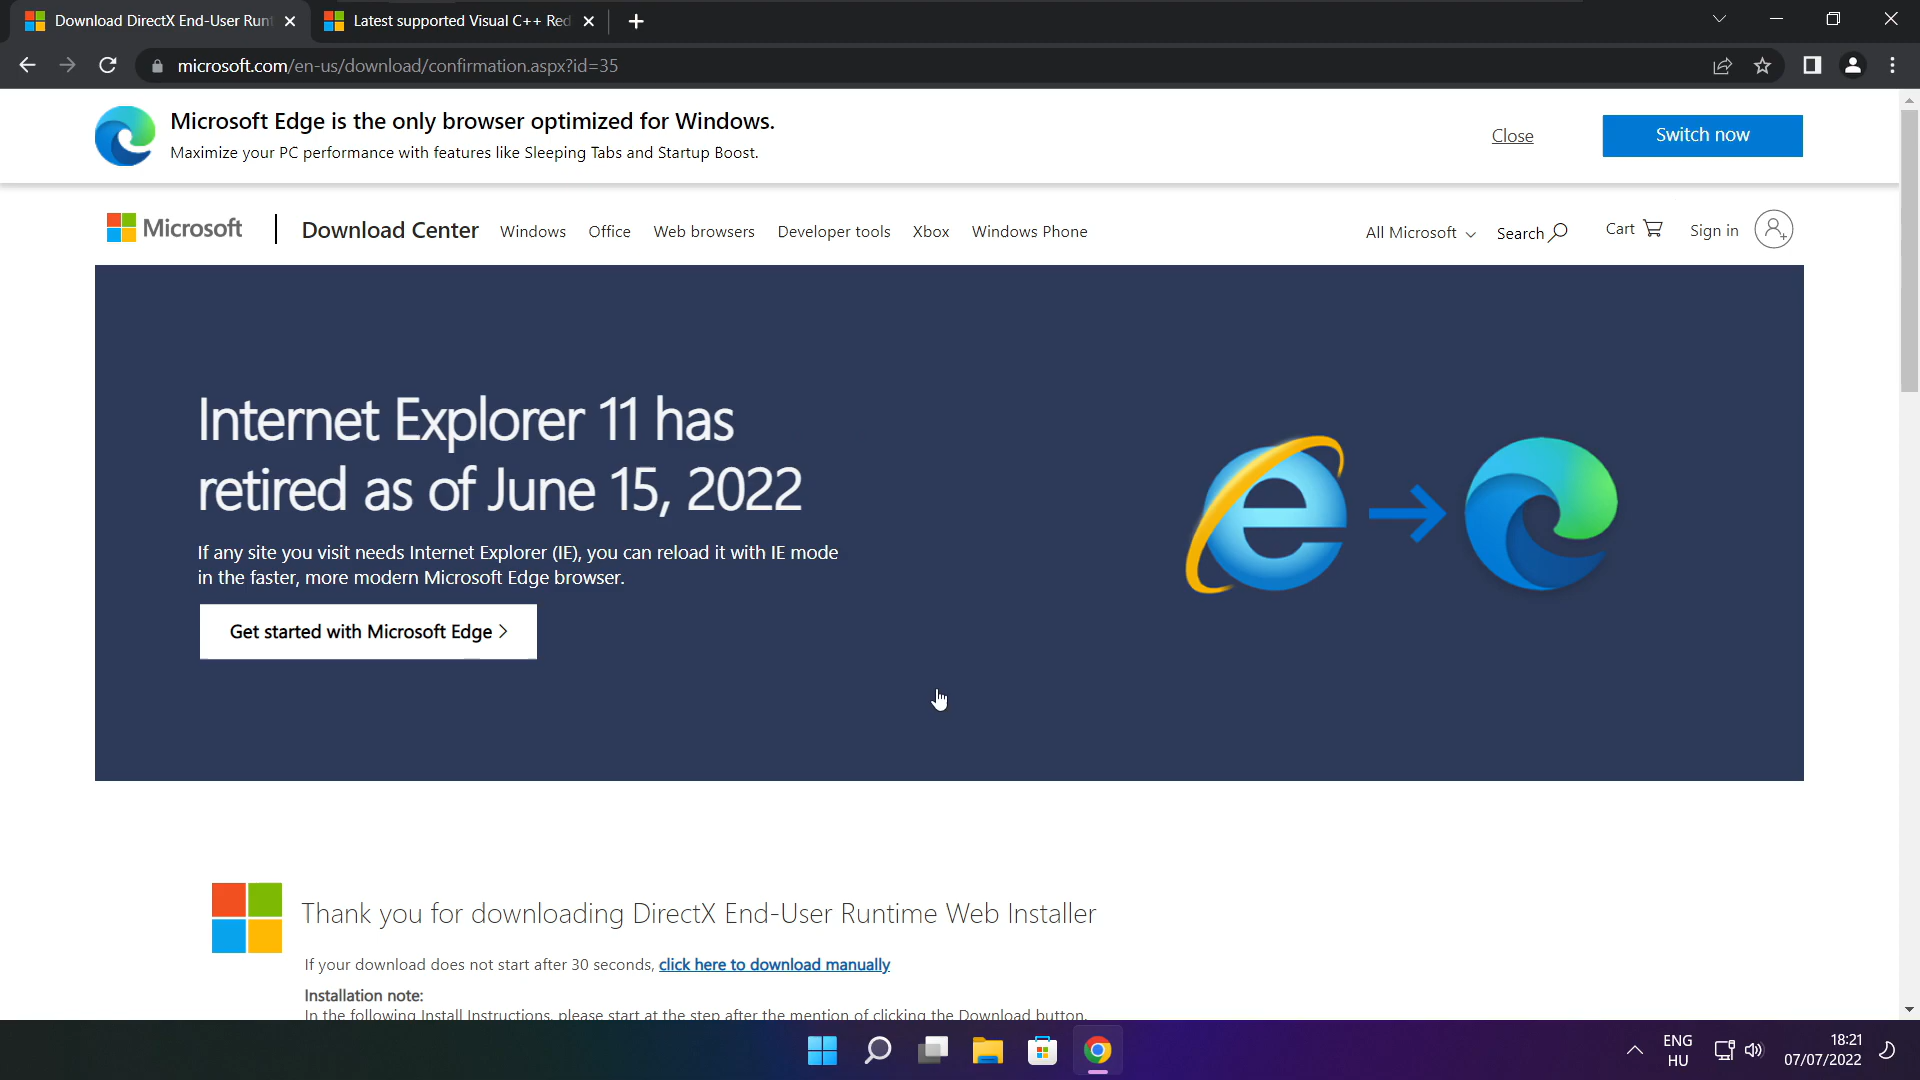 Download DirectX End-User Runt
Latest supported Visual C++ Red
microsoft.com/en-us/download/confirmation.aspx?id=35
Microsoft Edge is the only browser optimized for Windows.
Maximize your PC performance with features like Sleeping Tabs and Startup Boost.
Close
Switch now
Microsoft
Download Center
Windows
Office
Web browsers
Developer tools
Xbox
Windows Phone
All Microsoft
Search
Cart
Sign in
Internet Explorer 11 has
retired as of June 15, 2022
If any site you visit needs Internet Explorer (IE), you can reload it with IE mode
in the faster, more modern Microsoft Edge browser.
Get started with Microsoft Edge >
Thank you for downloading DirectX End-User Runtime Web Installer
If your download does not start after 30 seconds, click here to download manually
Installation note:
In the following Install Instructions, please start at the step after the mention of clicking the Download button.
ENG
HU
18:21
07/07/2022